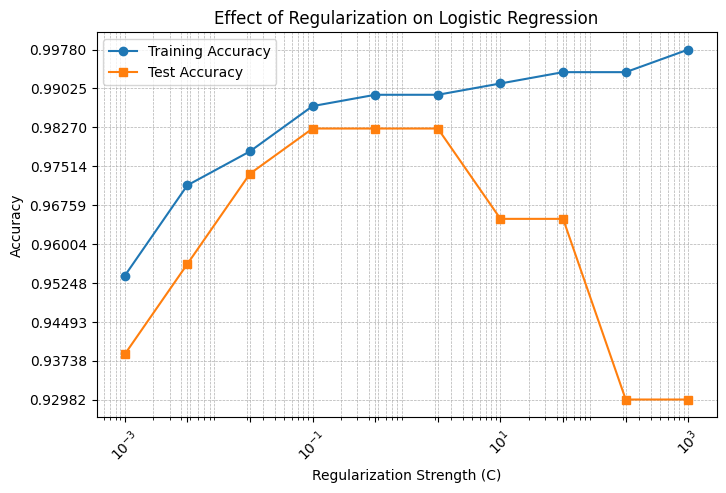 Effect of Regularization on Logistic Regression
Training Accuracy
Test Accuracy
Accuracy
0.99780
0.99025
0.98270
0.97514
0.96759
0.96004
0.95248
0.94493
0.93738
0.92982
10⁻³
10⁻¹
10¹
10³
Regularization Strength (C)